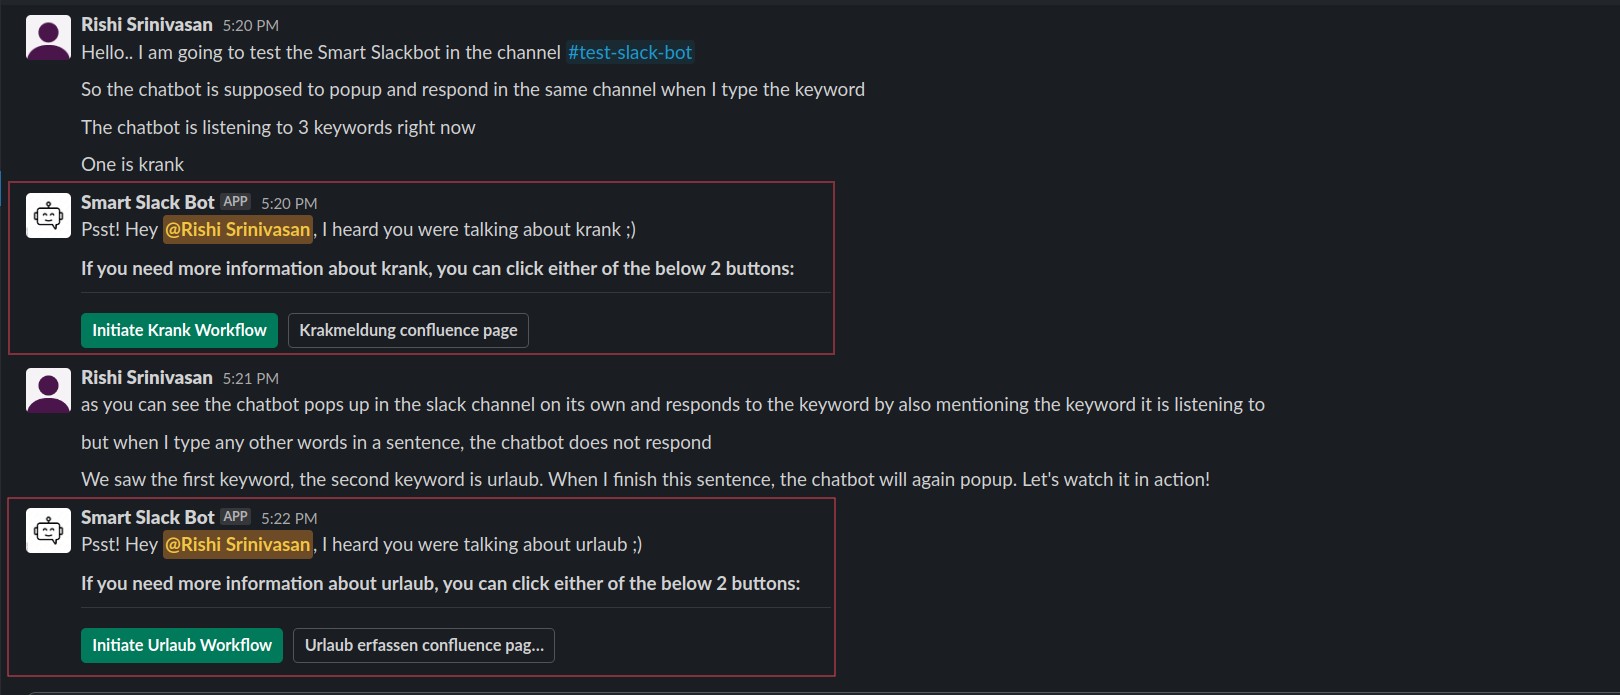 Rishi Srinivasan 5:20 PM
Hello.. I am going to test the Smart Slackbot in the channel #test-slack-bot
So the chatbot is supposed to popup and respond in the same channel when I type the keyword
The chatbot is listening to 3 keywords right now
One is krank
Smart Slack Bot APP 5:20 PM
Psst! Hey @Rishi Srinivasan, I heard you were talking about krank ;)
If you need more information about krank, you can click either of the below 2 buttons:
Initiate Krank Workflow Krakmeldung confluence page
Rishi Srinivasan 5:21 PM
as you can see the chatbot pops up in the slack channel on its own and responds to the keyword by also mentioning the keyword it is listening to
but when I type any other words in a sentence, the chatbot does not respond
We saw the first keyword, the second keyword is urlaub. When I finish this sentence, the chatbot will again popup. Let's watch it in action!
Smart Slack Bot APP 5:22 PM
Psst! Hey @Rishi Srinivasan, I heard you were talking about urlaub ;)
If you need more information about urlaub, you can click either of the below 2 buttons:
Initiate Urlaub Workflow Urlaub erfassen confluence pag...